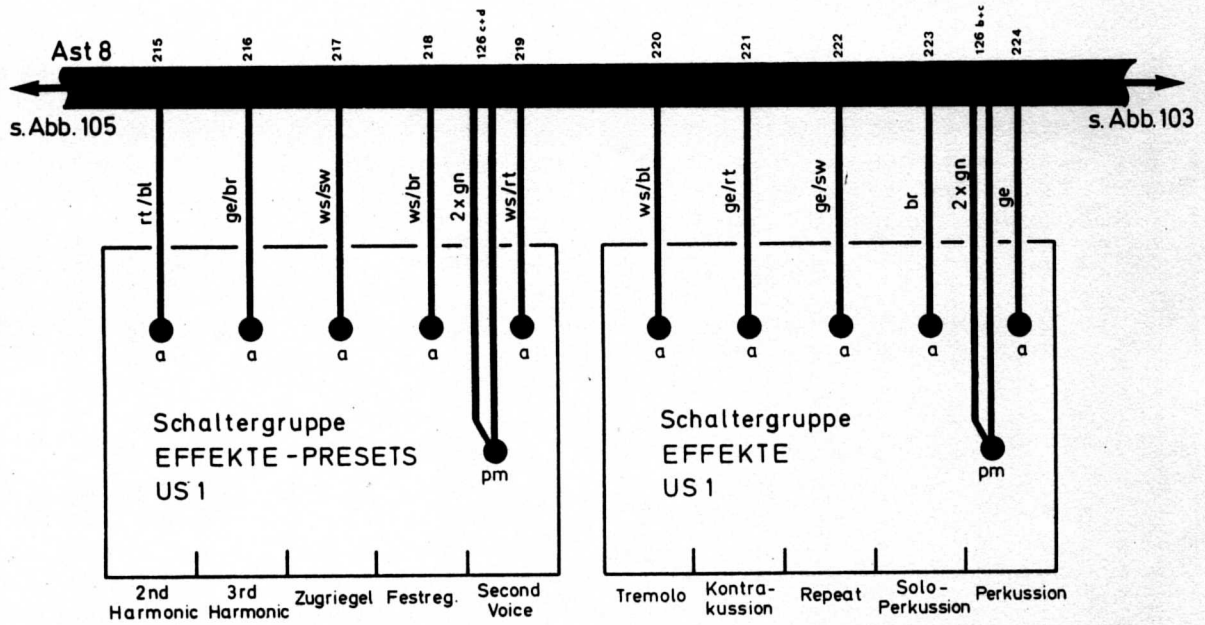 Ast 8
215
216
217
218
126 c+d
219
220
221
222
223
126 b+c
224
s. Abb. 105
s. Abb. 103
rt/bl
ge/br
ws/sw
ws/br
2 x gn
ws/rt
ws/bl
ge/rt
ge/sw
br
2 x gn
ge
a
a
a
a
a
a
a
a
a
a
Schaltergruppe
EFFEKTE-PRESETS
US 1
pm
Schaltergruppe
EFFEKTE
US 1
pm
2nd
Harmonic
3rd
Harmonic
Zugriegel
Festreg.
Second
Voice
Tremolo
Kontra-
kussion
Repeat
Solo-
Perkussion
Perkussion